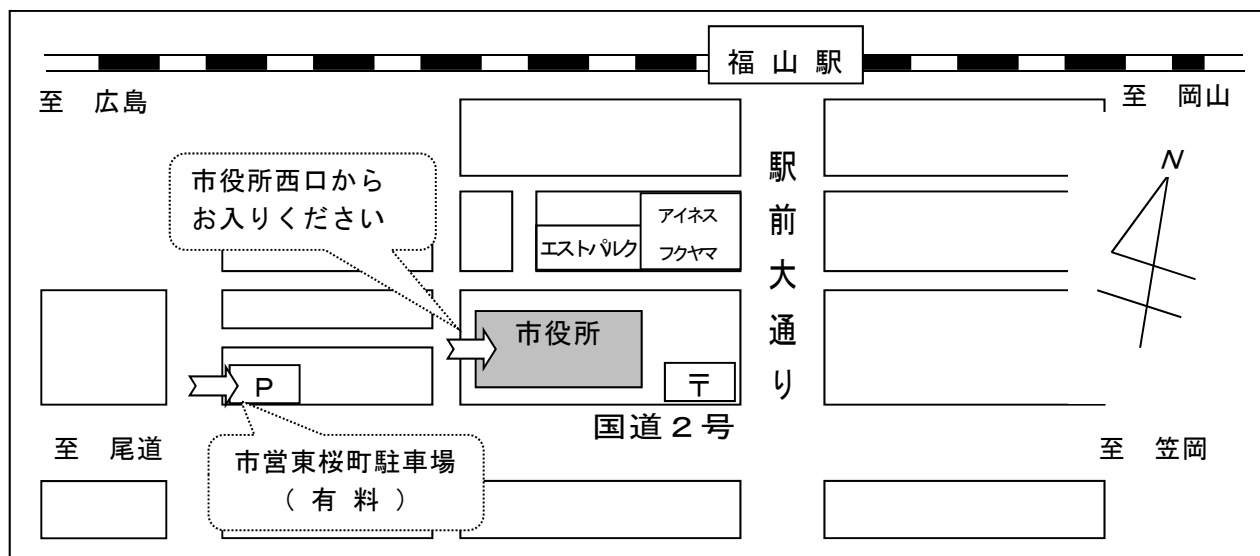 福山駅
至 広島
至 岡山
市役所西口から
お入りください
駅前大通り
N
アイネス
フクヤマ
エストパルク
市役所
P
〒
国道2号
至 尾道
至 笠岡
市営東桜町駐車場
(有料)